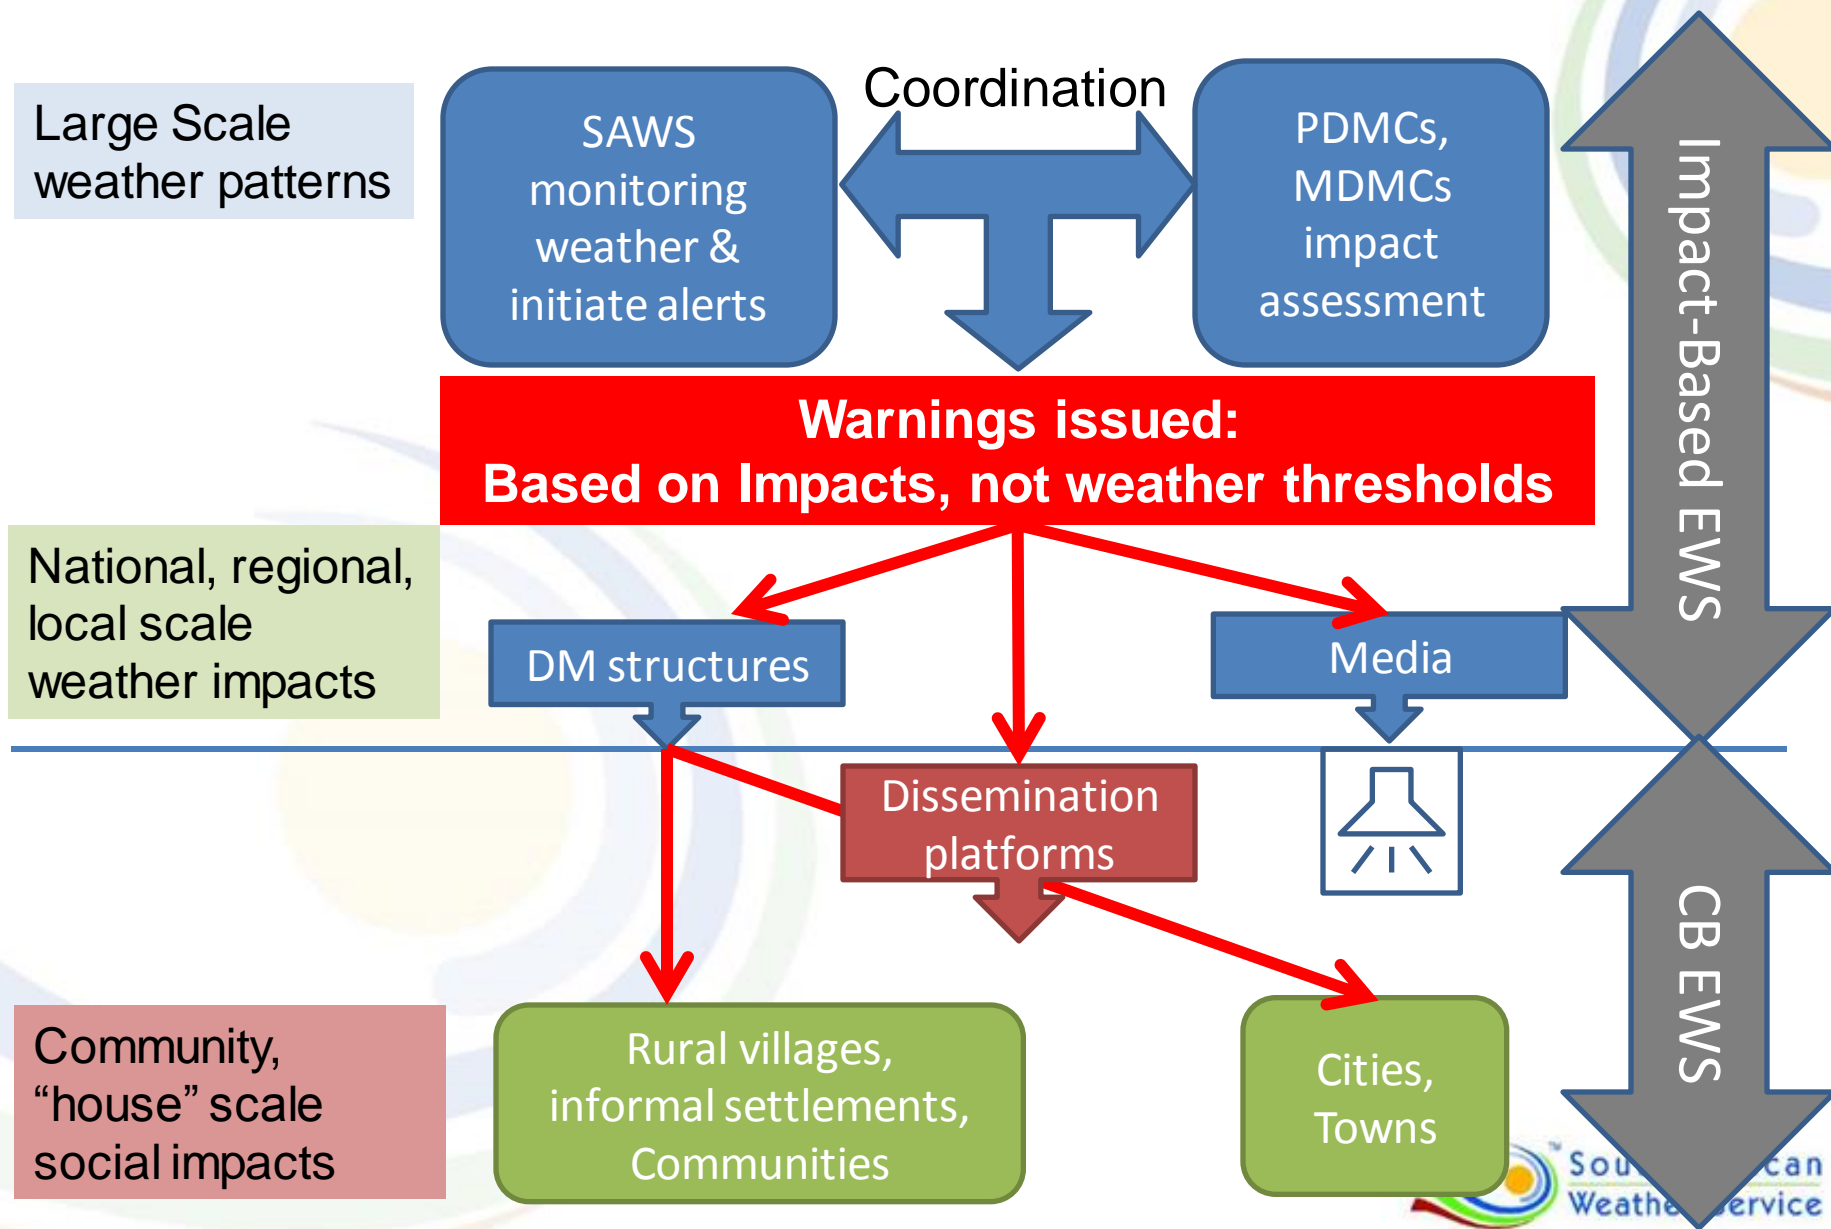 Large Scale
weather patterns
SAWS
monitoring
weather &
initiate alerts
Coordination
PDMCs,
MDMCs
impact
assessment
Impact-Based EWS
Warnings issued:
Based on Impacts, not weather thresholds
National, regional,
local scale
weather impacts
DM structures
Media
Dissemination
platforms
CB EWS
Community,
“house” scale
social impacts
Rural villages,
informal settlements,
Communities
Cities,
Towns